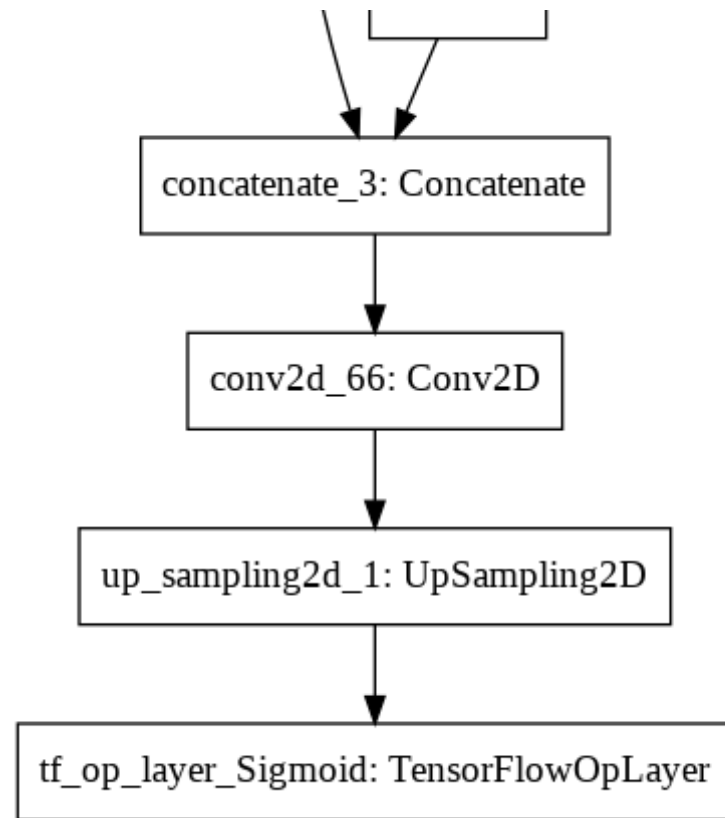 concatenate_3: Concatenate
conv2d_66: Conv2D
up_sampling2d_1: UpSampling2D
tf_op_layer_Sigmoid: TensorFlowOpLayer